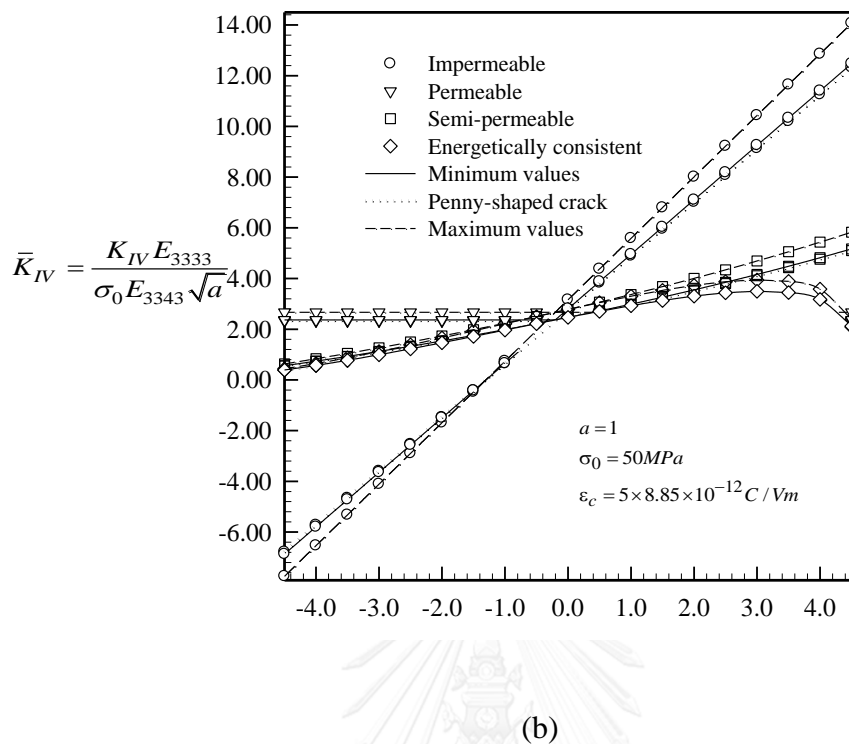 14.00
12.00
10.00
8.00
6.00
4.00
2.00
0.00
-2.00
-4.00
-6.00
Impermeable
Permeable
Semi-permeable
Energetically consistent
Minimum values
Penny-shaped crack
Maximum values
K̄_IV = K_IV E_3333 / σ_0 E_3343 √a
a = 1
σ_0 = 50MPa
ε_c = 5×8.85×10^−12 C / Vm
-4.0 -3.0 -2.0 -1.0 0.0 1.0 2.0 3.0 4.0
(b)